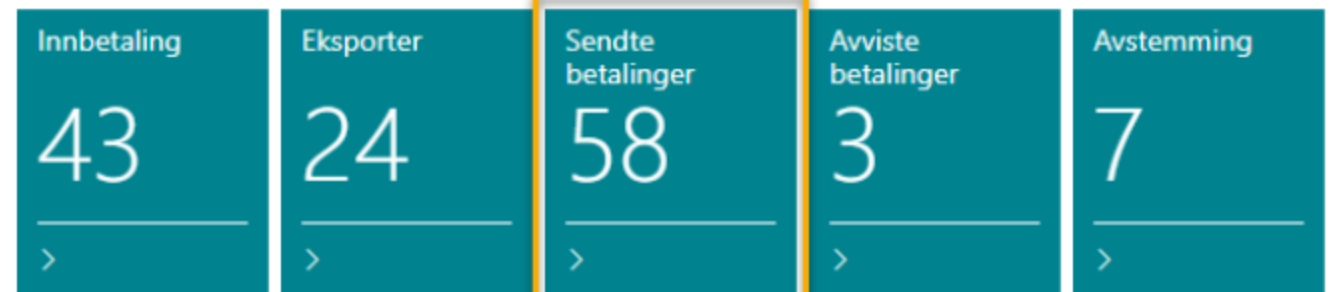 Innbetaling
43
Eksporter
24
Sendte
betalinger
58
Avviste
betalinger
3
Avstemming
7